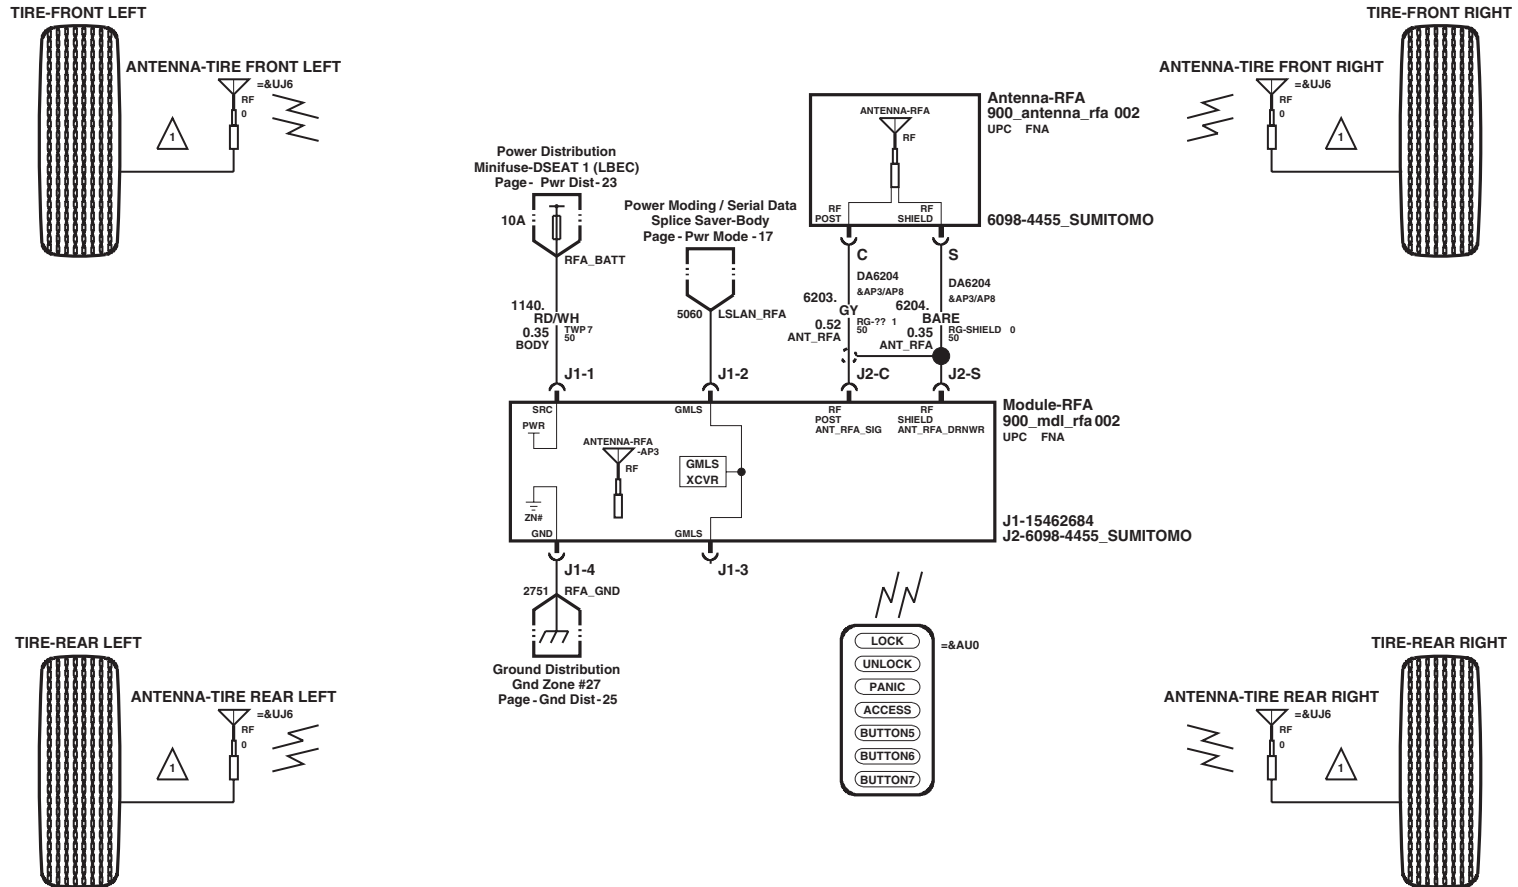 TIRE-FRONT LEFT
ANTENNA-TIRE FRONT LEFT
=&UJ6
RF
0
1
TIRE-FRONT RIGHT
ANTENNA-TIRE FRONT RIGHT
=&UJ6
RF
0
1
Antenna-RFA
900_antenna_rfa 002
UPC FNA
ANTENNA-RFA
RF
RF
POST
RF
SHIELD
6098-4455_SUMITOMO
Power Distribution
Minifuse-DSEAT 1 (LBEC)
Page - Pwr Dist-23
10A
RFA_BATT
Power Moding / Serial Data
Splice Saver-Body
Page - Pwr Mode -17
5060 LSLAN_RFA
C
S
DA6204
&AP3/AP8
DA6204
&AP3/AP8
1140.
RD/WH
0.35
BODY
TWP 7
50
6203.
GY
0.52
ANT_RFA
RG-?? 1
50
6204.
BARE
0.35
ANT_RFA
RG-SHIELD 0
50
J1-1
J1-2
J2-C
J2-S
Module-RFA
900_mdl_rfa 002
UPC FNA
SRC
PWR
GMLS
RF
POST
ANT_RFA_SIG
RF
SHIELD
ANT_RFA_DRNWR
ANTENNA-RFA
-AP3
RF
GMLS
XCVR
ZN#
GND
GMLS
J1-15462684
J2-6098-4455_SUMITOMO
J1-4
J1-3
2751 RFA_GND
Ground Distribution
Gnd Zone #27
Page - Gnd Dist-25
LOCK
UNLOCK
PANIC
ACCESS
BUTTON5
BUTTON6
BUTTON7
=&AU0
TIRE-REAR LEFT
ANTENNA-TIRE REAR LEFT
=&UJ6
RF
0
1
TIRE-REAR RIGHT
ANTENNA-TIRE REAR RIGHT
=&UJ6
RF
0
1